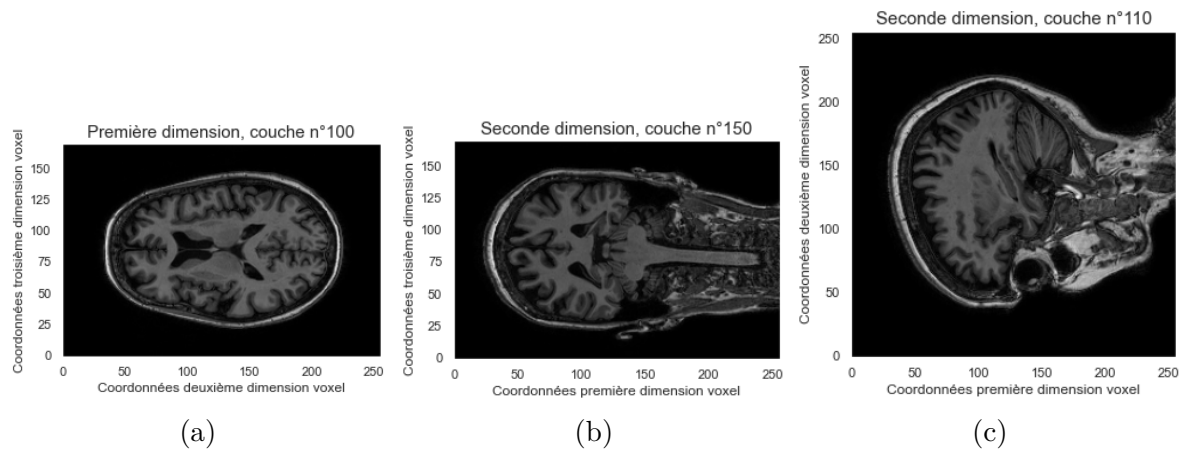 Première dimension, couche n°100
Coordonnées troisième dimension voxel
150
125
100
75
50
25
0
0 50 100 150 200 250
Coordonnées deuxième dimension voxel
(a)
Seconde dimension, couche n°150
Coordonnées troisième dimension voxel
150
125
100
75
50
25
0
0 50 100 150 200 250
Coordonnées première dimension voxel
(b)
Seconde dimension, couche n°110
Coordonnées deuxième dimension voxel
250
200
150
100
50
0
0 50 100 150 200 250
Coordonnées première dimension voxel
(c)